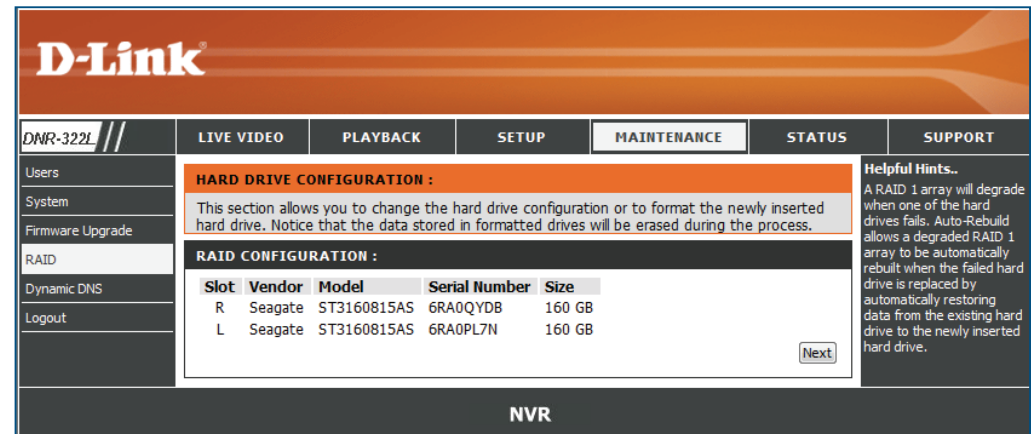 D-Link®
DNR-322L
LIVE VIDEO PLAYBACK SETUP MAINTENANCE STATUS SUPPORT
Users
System
Firmware Upgrade
RAID
Dynamic DNS
Logout
HARD DRIVE CONFIGURATION :
This section allows you to change the hard drive configuration or to format the newly inserted
hard drive. Notice that the data stored in formatted drives will be erased during the process.
RAID CONFIGURATION :
Slot Vendor Model Serial Number Size
R Seagate ST3160815AS 6RA0QYDB 160 GB
L Seagate ST3160815AS 6RA0PL7N 160 GB
Next
Helpful Hints..
A RAID 1 array will degrade
when one of the hard
drives fails. Auto-Rebuild
allows a degraded RAID 1
array to be automatically
rebuilt when the failed hard
drive is replaced by
automatically restoring
data from the existing hard
drive to the newly inserted
hard drive.
NVR